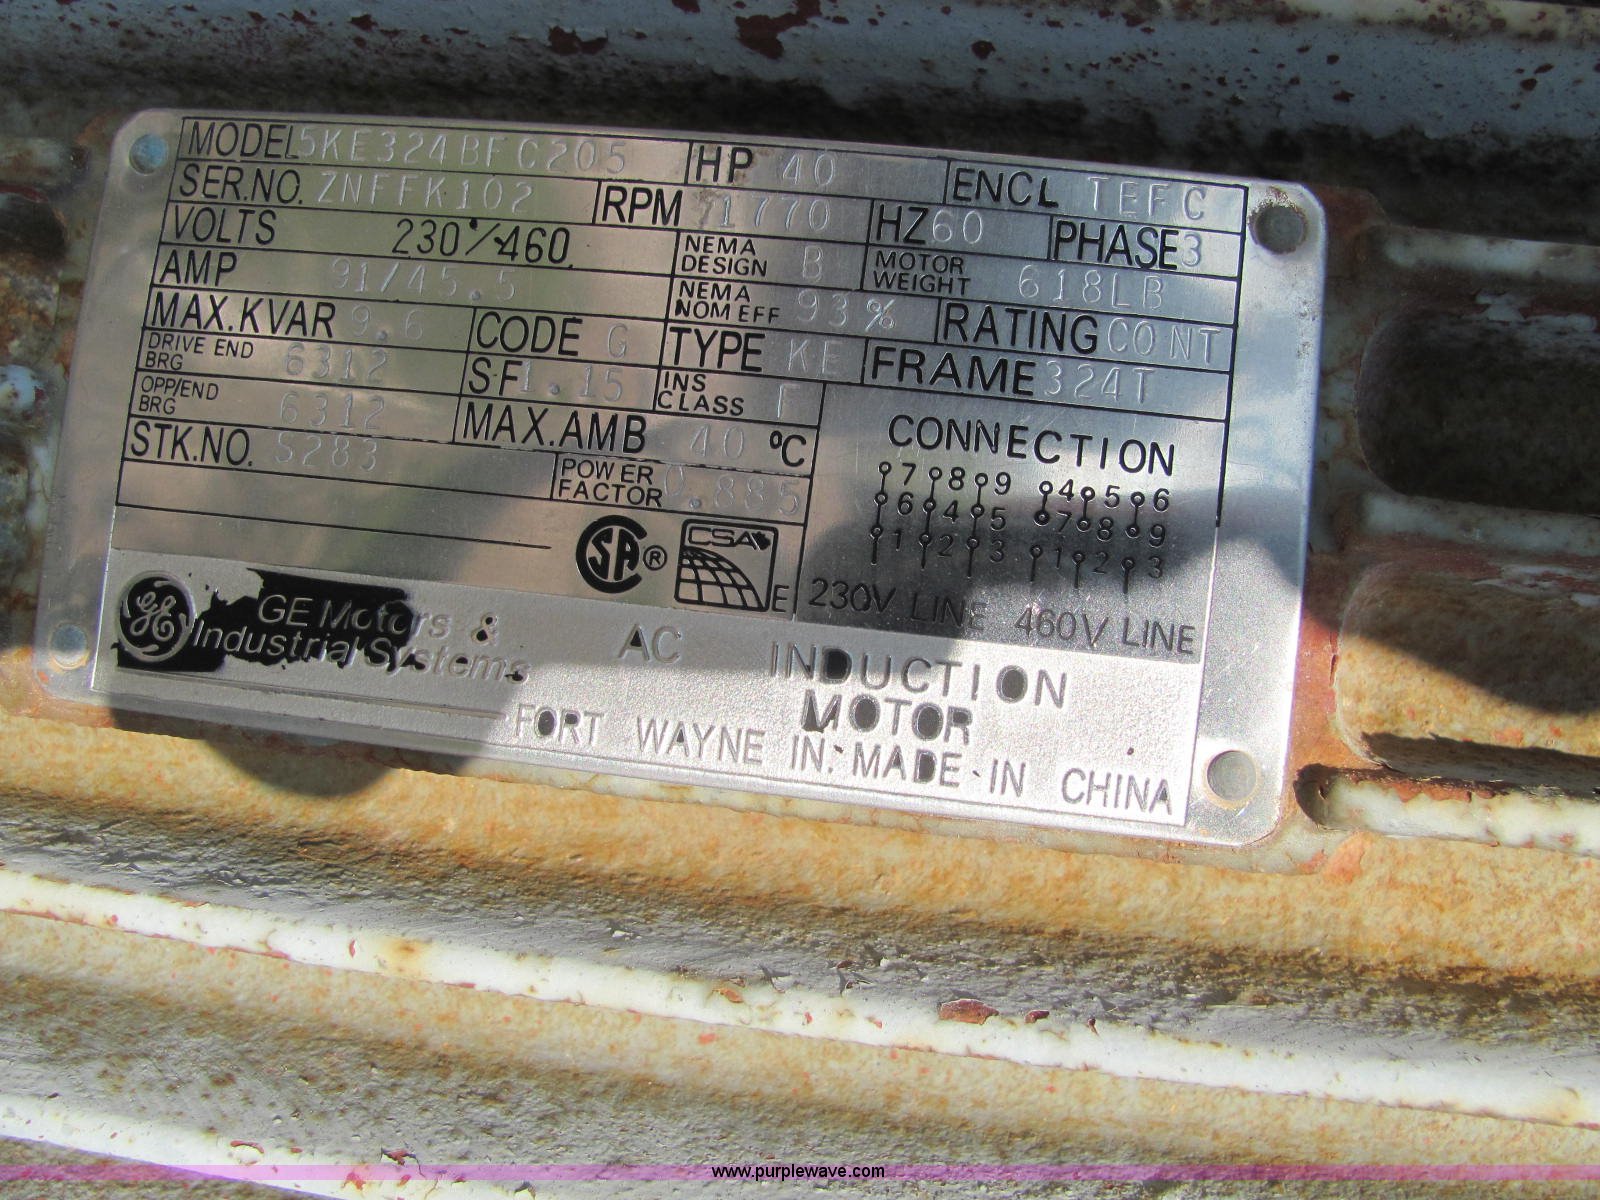 MODEL 5KE324BFC205 HP 40 ENCL TEFC
SER.NO. ZNFFK102 RPM 1770 HZ 60 PHASE 3
VOLTS 230/460 NEMA DESIGN B MOTOR WEIGHT 618LB
AMP 91/45.5 NEMA NOM EFF 93% RATING CONT
MAX.KVAR 9.6 CODE G TYPE KE FRAME 324T
DRIVE END BRG 6312 SF 1.15 INS CLASS F
OPP/END BRG 6312 MAX.AMB 40 °C
STK.NO. S283 POWER FACTOR 0.885
CONNECTION
7 8 9 4 5 6
6 4 5 7 8 9
1 2 3 1 2 3
230V LINE 460V LINE
CSA ® CSA E
GE GE Motors &
Industrial Systems
AC INDUCTION
MOTOR
FORT WAYNE IN. MADE IN CHINA
www.purplewave.com